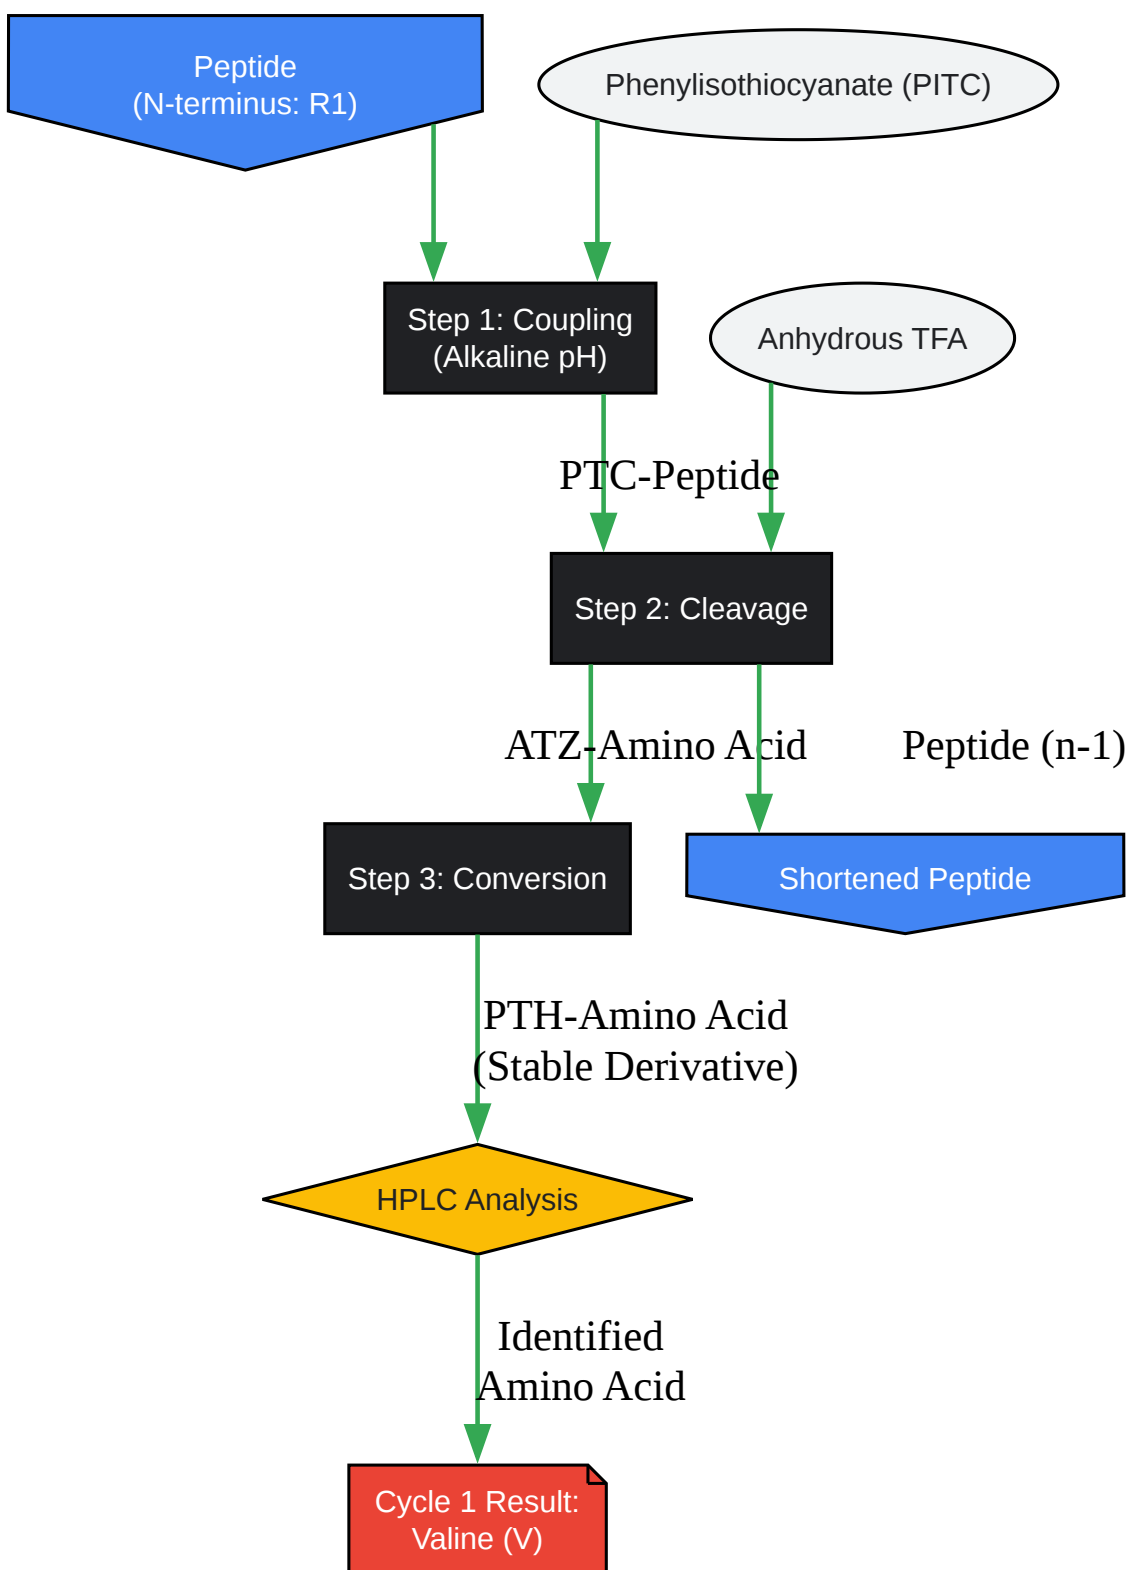 Peptide
(N-terminus: R1)
Phenylisothiocyanate (PITC)
Step 1: Coupling
(Alkaline pH)
Anhydrous TFA
PTC-Peptide
Step 2: Cleavage
ATZ-Amino Acid
Peptide (n-1)
Step 3: Conversion
Shortened Peptide
PTH-Amino Acid
(Stable Derivative)
HPLC Analysis
Identified
Amino Acid
Cycle 1 Result:
Valine (V)